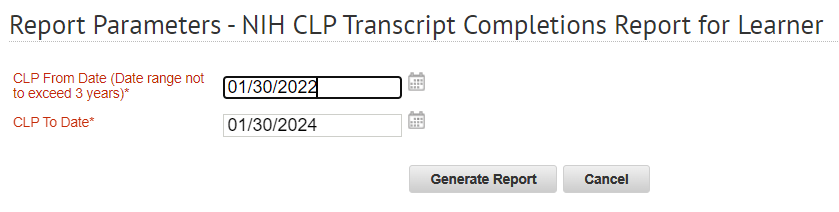 Report Parameters - NIH CLP Transcript Completions Report for Learner
CLP From Date (Date range not
to exceed 3 years)*
01/30/2022
CLP To Date*
01/30/2024
Generate Report
Cancel